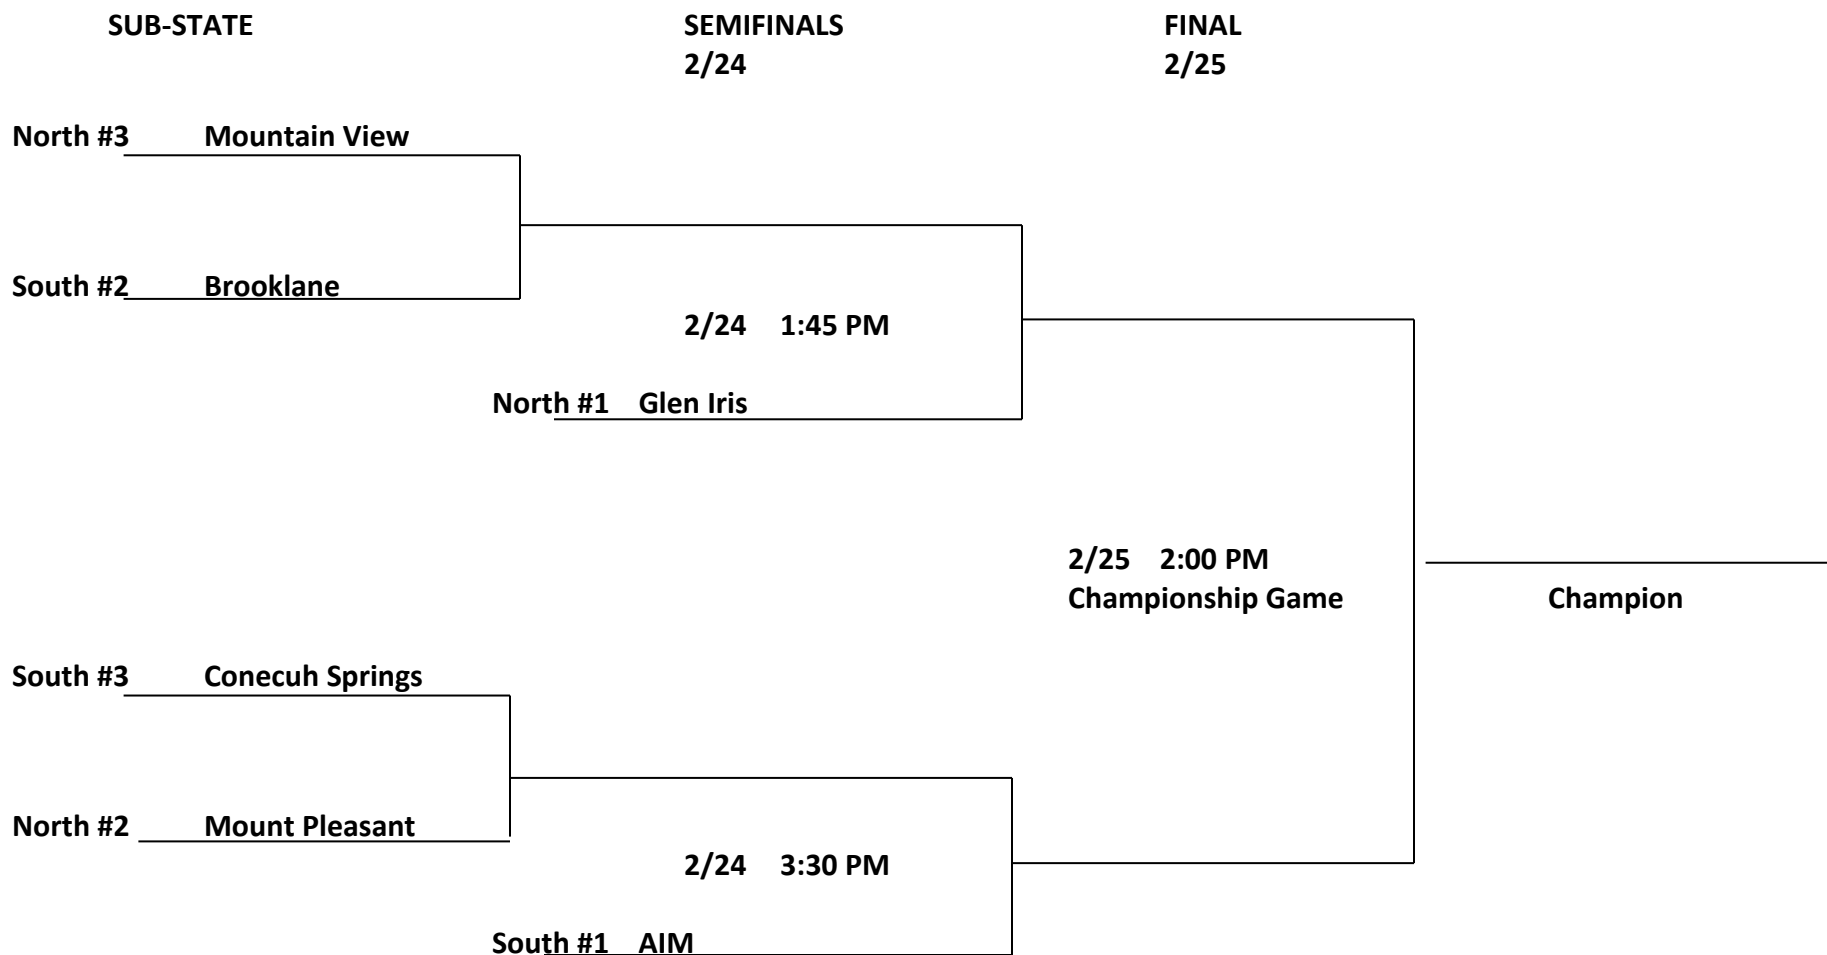 SUB-STATE SEMIFINALS FINAL
2/24 2/25
North #3 Mountain View
South #2 Brooklane
2/24 1:45 PM
North #1 Glen Iris
2/25 2:00 PM
Championship Game Champion
South #3 Conecuh Springs
North #2 Mount Pleasant
2/24 3:30 PM
South #1 AIM